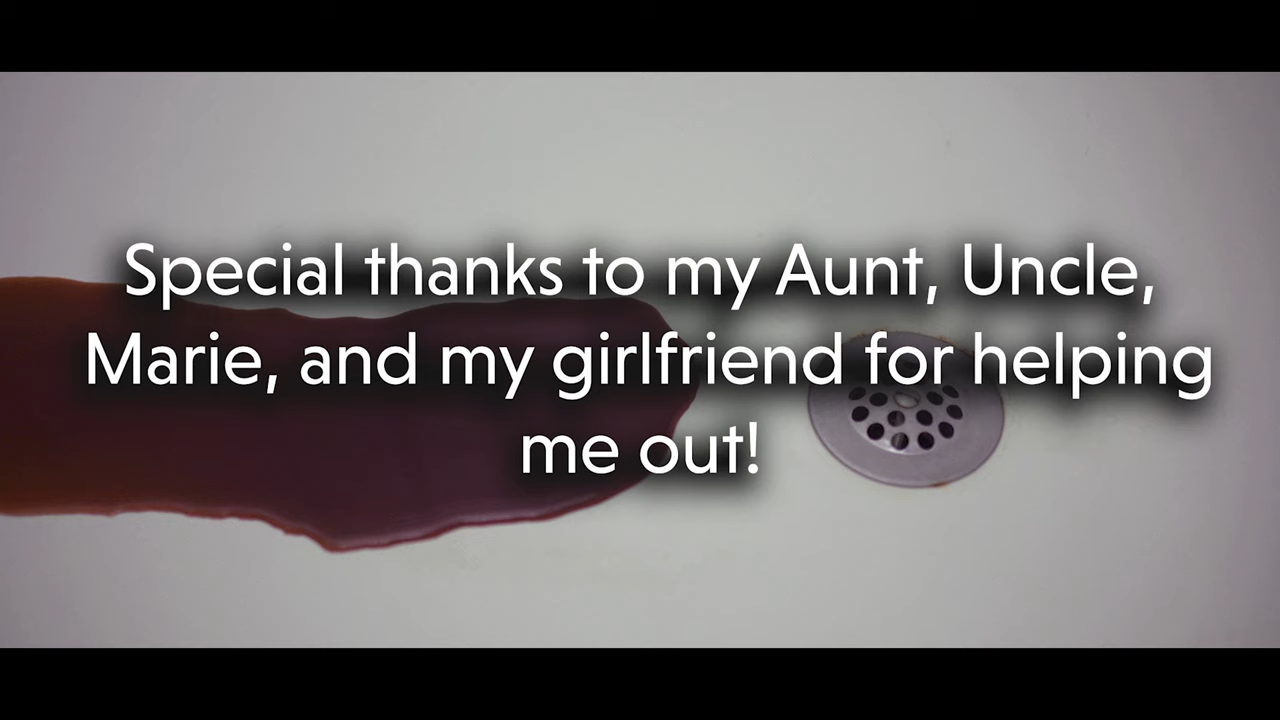 Special thanks to my Aunt, Uncle,
Marie, and my girlfriend for helping
me out!